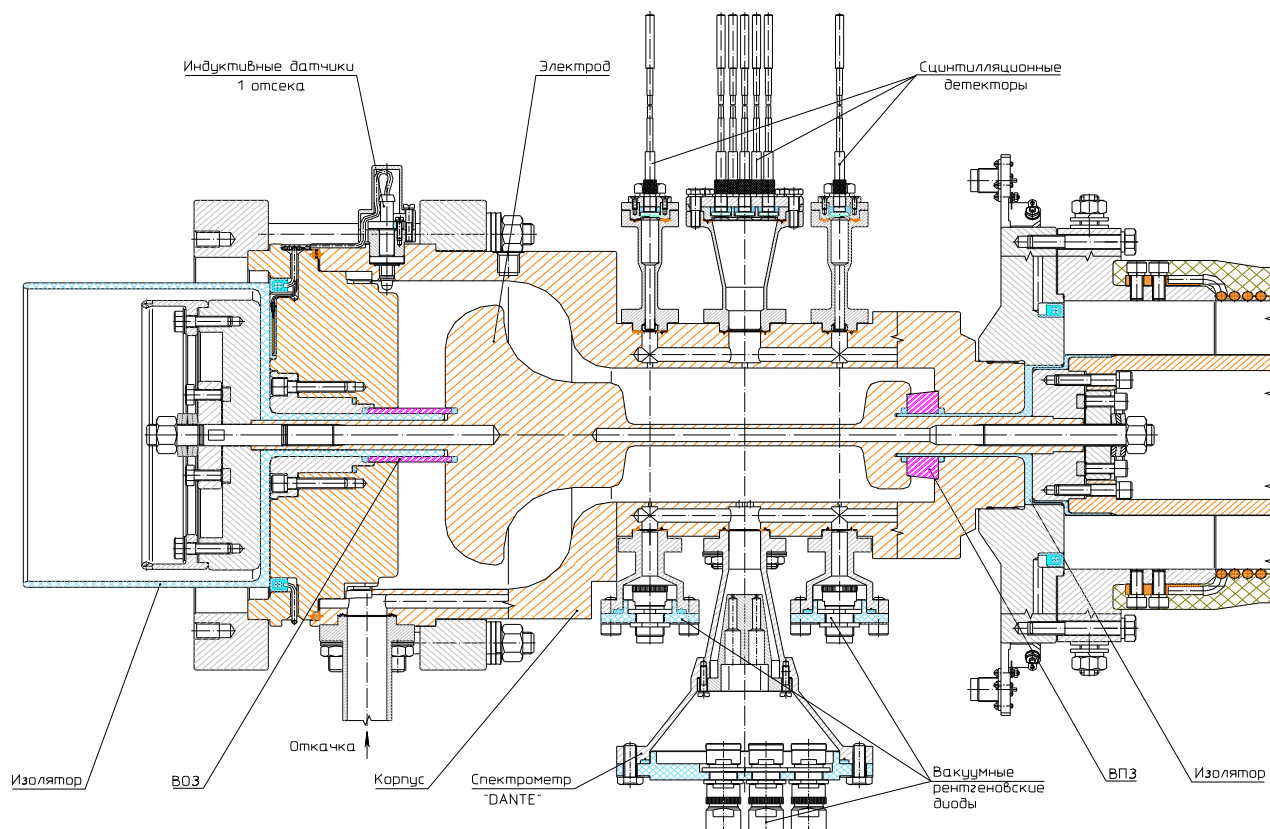 Индуктивные датчики
1 отсека
Электрод
Сцинтилляционные
детекторы
Откачка
Изолятор
ВОЗ
Корпус
Спектрометр
"DANTE"
Вакуумные
рентгеновские
диоды
ВПЗ
Изолятор